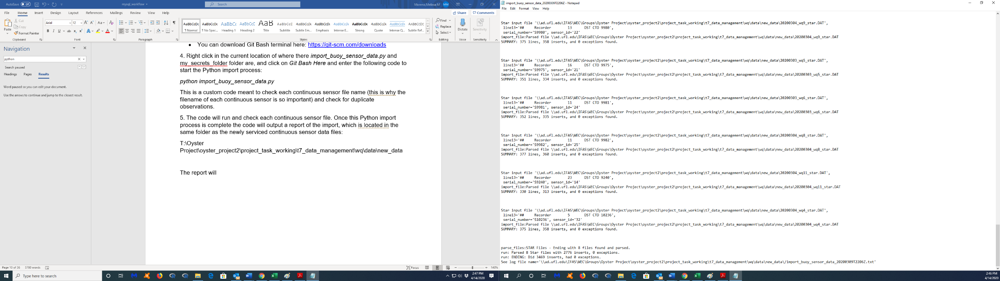 AutoSave Off
mysql_workflow
Search
Moreno,Melissa M MM
File Home Insert Design Layout References Mailings Review View Help
Share Comments
Paste
Cut
Copy
Format Painter
Clipboard
Arial 12
Font
Paragraph
AaBbCcDc AaBbCcDc AaBbCc AaBbCcC AaB AaBbCcC AaBbCcDc AaBbCcDc AaBbCcDc AaBbCcDc AaBbCcDc AaBbCcDc AABBCCDC
¶ Normal ¶ No Spac... Heading 1 Heading 2 Title Subtitle Subtle Em... Emphasis Intense E... Strong Quote Intense Q... Subtle Ref...
Styles
Find
Replace
Select
Editing
Dictate
Voice
Sensitivity
Sensitivity
Navigation
python
Search paused
Headings Pages Results
Word paused so you can edit your document.
Use the arrows to continue and jump to the closest result.
• You can download Git Bash terminal here: https://git-scm.com/downloads
4. Right click in the current location of where there import_buoy_sensor_data.py and
my_secrets_folder folder are, and click on Git Bash Here and enter the following code to
start the Python import process:
python import_buoy_sensor_data.py
This is a custom code meant to check each continuous sensor file name (this is why the
filename of each continuous sensor is so important) and check for duplicate
observations.
5. The code will run and check each continuous sensor file. Once this Python import
process is complete the code will output a report of the import, which is located in the
same folder as the newly serviced continuous sensor data files:
T:\Oyster
Project\oyster_project2\project_task_working\t7_data_management\wq\data\new_data
The report will
Page 10 of 36 5780 words
Focus
140%
Type here to search
2:47 PM
4/14/2020
import_buoy_sensor_data_20200309T2206Z - Notepad
File Edit Format View Help
Star input file '\\ad.ufl.edu\IFAS\WEC\Groups\Oyster Project\oyster_project2\project_task_working\t7_data_management\wq\data\new_data\20200304_wq9_star.DAT',
line13='## Recorder 13 DST CTD 9980',
serial_number='S9980', sensor_id='22'
import_file:Parsed file \\ad.ufl.edu\IFAS\WEC\Groups\Oyster Project\oyster_project2\project_task_working\t7_data_management\wq\data\new_data\20200304_wq9_star.DAT
SUMMARY: 375 lines, 358 inserts, and 0 exceptions found.
Star input file '\\ad.ufl.edu\IFAS\WEC\Groups\Oyster Project\oyster_project2\project_task_working\t7_data_management\wq\data\new_data\20200303_wq5_star.DAT',
line13='## Recorder 16 DST CTD 9975',
serial_number='S9975', sensor_id='21'
import_file:Parsed file \\ad.ufl.edu\IFAS\WEC\Groups\Oyster Project\oyster_project2\project_task_working\t7_data_management\wq\data\new_data\20200303_wq5_star.DAT
SUMMARY: 351 lines, 334 inserts, and 0 exceptions found.
Star input file '\\ad.ufl.edu\IFAS\WEC\Groups\Oyster Project\oyster_project2\project_task_working\t7_data_management\wq\data\new_data\20200303_wq6_star.DAT',
line13='## Recorder 11 DST CTD 9981',
serial_number='S9981', sensor_id='24'
import_file:Parsed file \\ad.ufl.edu\IFAS\WEC\Groups\Oyster Project\oyster_project2\project_task_working\t7_data_management\wq\data\new_data\20200303_wq6_star.DAT
SUMMARY: 352 lines, 335 inserts, and 0 exceptions found.
Star input file '\\ad.ufl.edu\IFAS\WEC\Groups\Oyster Project\oyster_project2\project_task_working\t7_data_management\wq\data\new_data\20200304_wq8_star.DAT',
line13='## Recorder 11 DST CTD 9982',
serial_number='S9982', sensor_id='25'
import_file:Parsed file \\ad.ufl.edu\IFAS\WEC\Groups\Oyster Project\oyster_project2\project_task_working\t7_data_management\wq\data\new_data\20200304_wq8_star.DAT
SUMMARY: 377 lines, 360 inserts, and 0 exceptions found.
Star input file '\\ad.ufl.edu\IFAS\WEC\Groups\Oyster Project\oyster_project2\project_task_working\t7_data_management\wq\data\new_data\20200304_wq11_star.DAT',
line13='## Recorder 23 DST CTD 9240',
serial_number='S9240', sensor_id='14'
import_file:Parsed file \\ad.ufl.edu\IFAS\WEC\Groups\Oyster Project\oyster_project2\project_task_working\t7_data_management\wq\data\new_data\20200304_wq11_star.DAT
SUMMARY: 330 lines, 313 inserts, and 0 exceptions found.
Star input file '\\ad.ufl.edu\IFAS\WEC\Groups\Oyster Project\oyster_project2\project_task_working\t7_data_management\wq\data\new_data\20200304_wq4_star.DAT',
line13='## Recorder 5 DST CTD 10236',
serial_number='S10236', sensor_id='32'
import_file:Parsed file \\ad.ufl.edu\IFAS\WEC\Groups\Oyster Project\oyster_project2\project_task_working\t7_data_management\wq\data\new_data\20200304_wq4_star.DAT
SUMMARY: 375 lines, 358 inserts, and 0 exceptions found.
parse_files:STAR Files - Ending with 8 files found and parsed.
run: Parsed 8 Star files with 2776 inserts, 0 exceptions.
run: ENDING: Did 3469 inserts, had 0 exceptions.
See log file name='\\ad.ufl.edu\IFAS\WEC\Groups\Oyster Project\oyster_project2\project_task_working\t7_data_management\wq\data\new_data\/import_buoy_sensor_data_20200309T2206Z.txt'
2:46 PM
4/14/2020